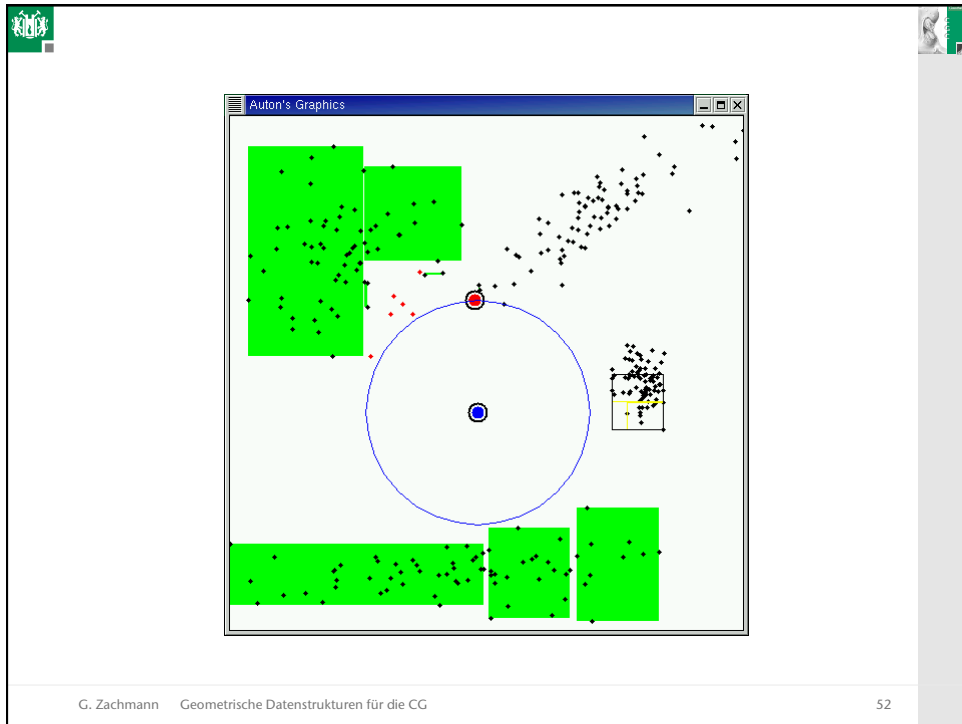 Auton's Graphics
G. Zachmann Geometrische Datenstrukturen für die CG 52